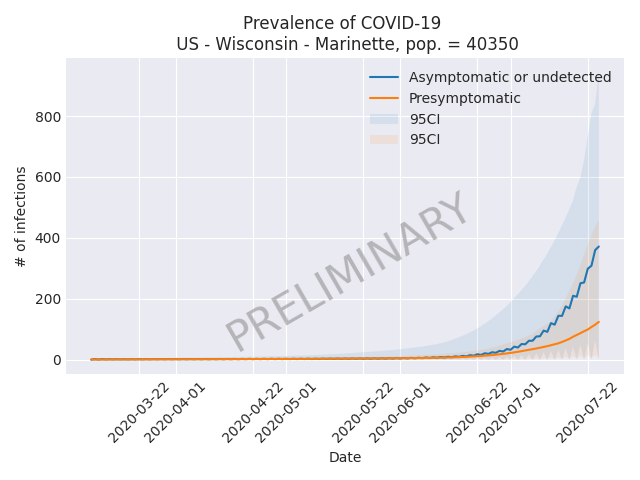 Prevalence of COVID-19
US - Wisconsin - Marinette, pop. = 40350
Asymptomatic or undetected
Presymptomatic
95CI
95CI
800
600
400
200
0
# of infections
PRELIMINARY
2020-03-22
2020-04-01
2020-04-22
2020-05-01
2020-05-22
2020-06-01
2020-06-22
2020-07-01
2020-07-22
Date